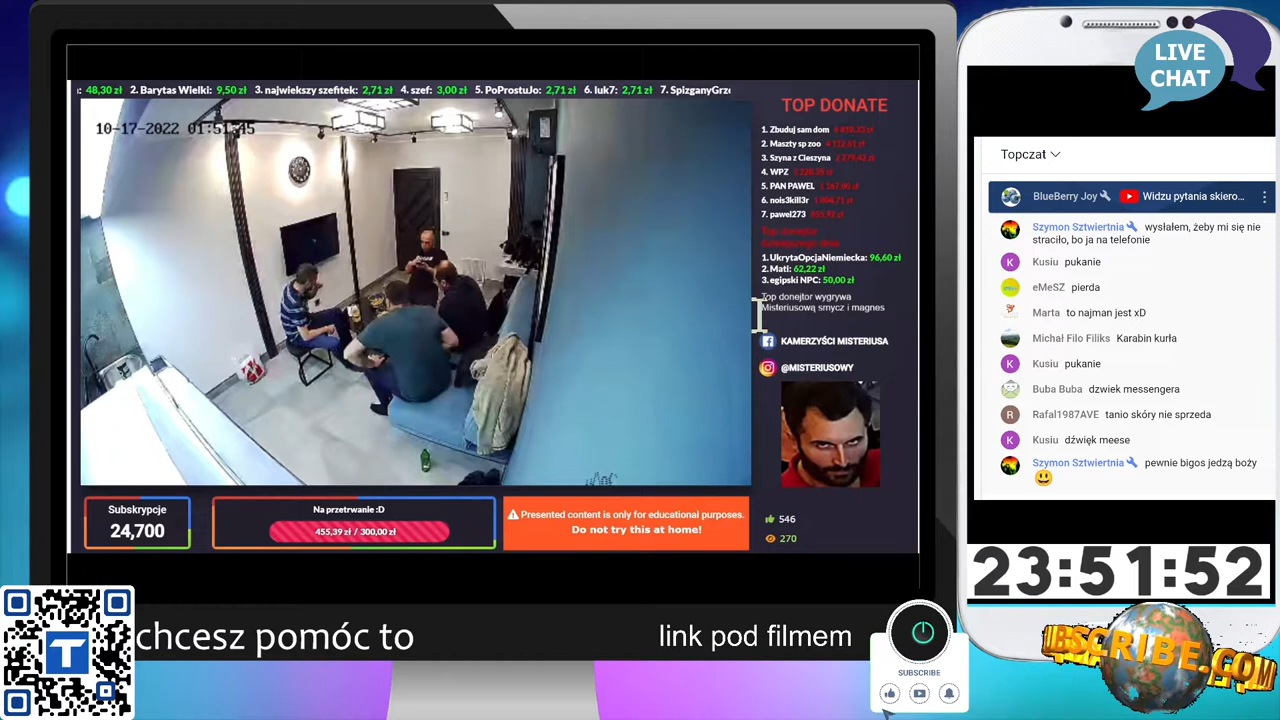 48,30 zł 2. Barytas Wielki: 9,50 zł 3. najwiekszy szefitek: 2,71 zł 4. szef: 3,00 zł 5. PoProstuJo: 2,71 zł 6. luk7: 2,71 zł 7. SpizganyGrz
10-17-2022 01:51:45
TOP DONATE
1. Zbuduj sam dom
2. Maszty sp zoo
3. Szyna z Cieszyna
4. WPZ
5. PAN PAWEL
6. nois3kill3r
7. pawel273
1.UkrytaOpcjaNiemiecka: 96,60 zł
2.Mati: 62,22 zł
3.egipski NPC: 50,00 zł
Top donejtor wygrywa
Misteriusową smycz i magnes
KAMERZYŚCI MISTERIUSA
@MISTERIUSOWY
Subskrypcje
24,700
Na przetrwanie :D
455,39 zł / 300,00 zł
Presented content is only for educational purposes.
Do not try this at home!
546
270
chcesz pomóc to
link pod filmem
SUBSCRIBE
LIVE
CHAT
Topczat
BlueBerry Joy Widzu pytania skiero...
Szymon Sztwiertnia wysłałem, żeby mi się nie
straciło, bo ja na telefonie
K Kusiu pukanie
eMeSZ pierda
Marta to najman jest xD
Michał Filo Filiks Karabin kurła
K Kusiu pukanie
Buba Buba dzwiek messengera
R Rafal1987AVE tanio skóry nie sprzeda
K Kusiu dźwięk meese
Szymon Sztwiertnia pewnie bigos jedzą boży
23:51:52
UBSCRIBE.COM
T